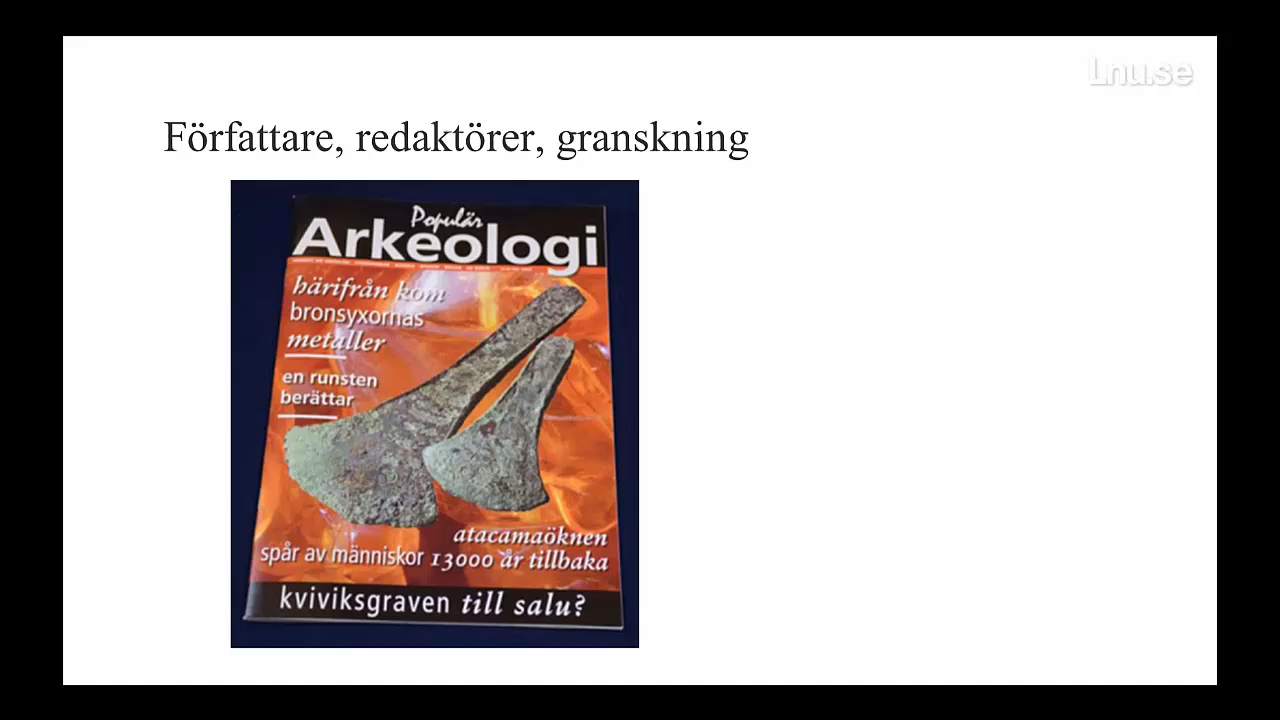 Lnu.se
Författare, redaktörer, granskning
Populär
Arkeologi
härifrån kom
bronsyxornas
metaller
en runsten
berättar
atacamaöknen
spår av människor 13000 år tillbaka
kviviksgraven till salu?